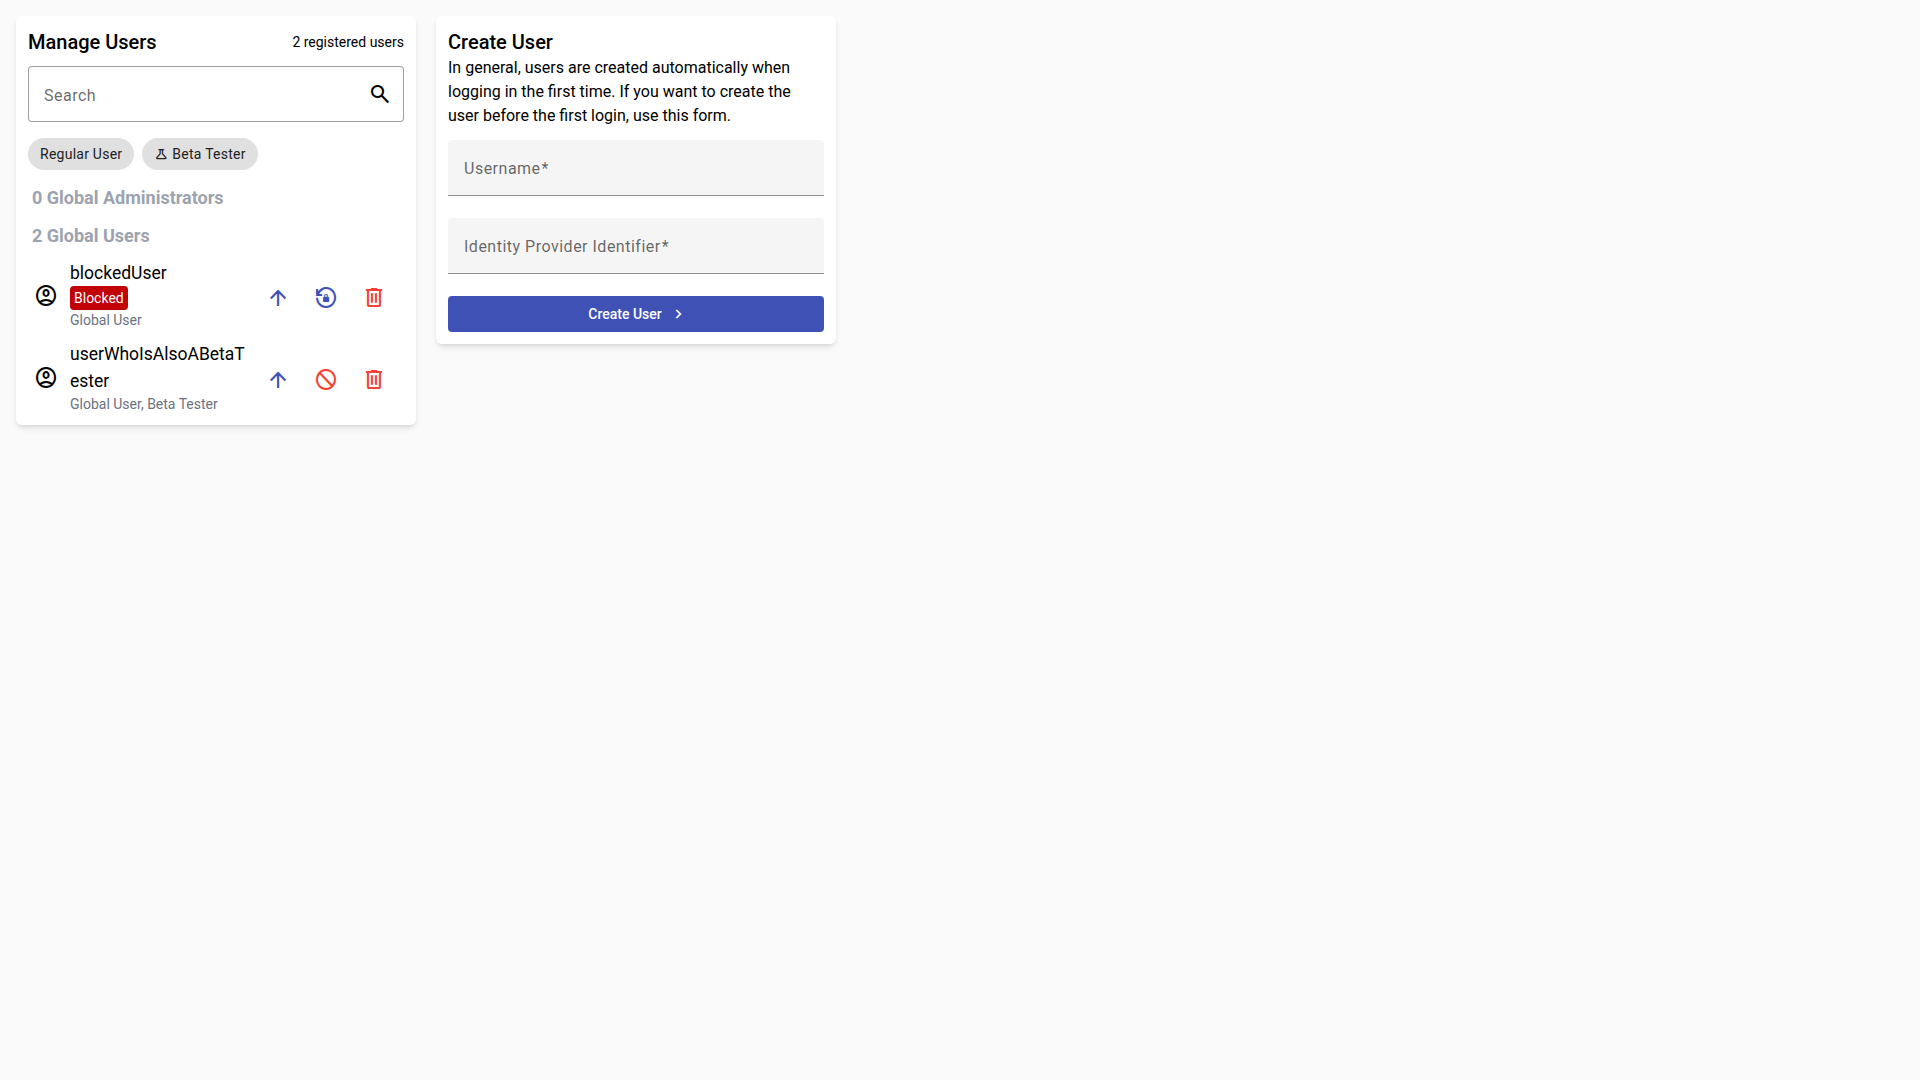 Manage Users
2 registered users
Search
Regular User
Beta Tester
0 Global Administrators
2 Global Users
blockedUser
Blocked
Global User
userWhoIsAlsoABetaT
ester
Global User, Beta Tester
Create User
In general, users are created automatically when
logging in the first time. If you want to create the
user before the first login, use this form.
Username*
Identity Provider Identifier*
Create User